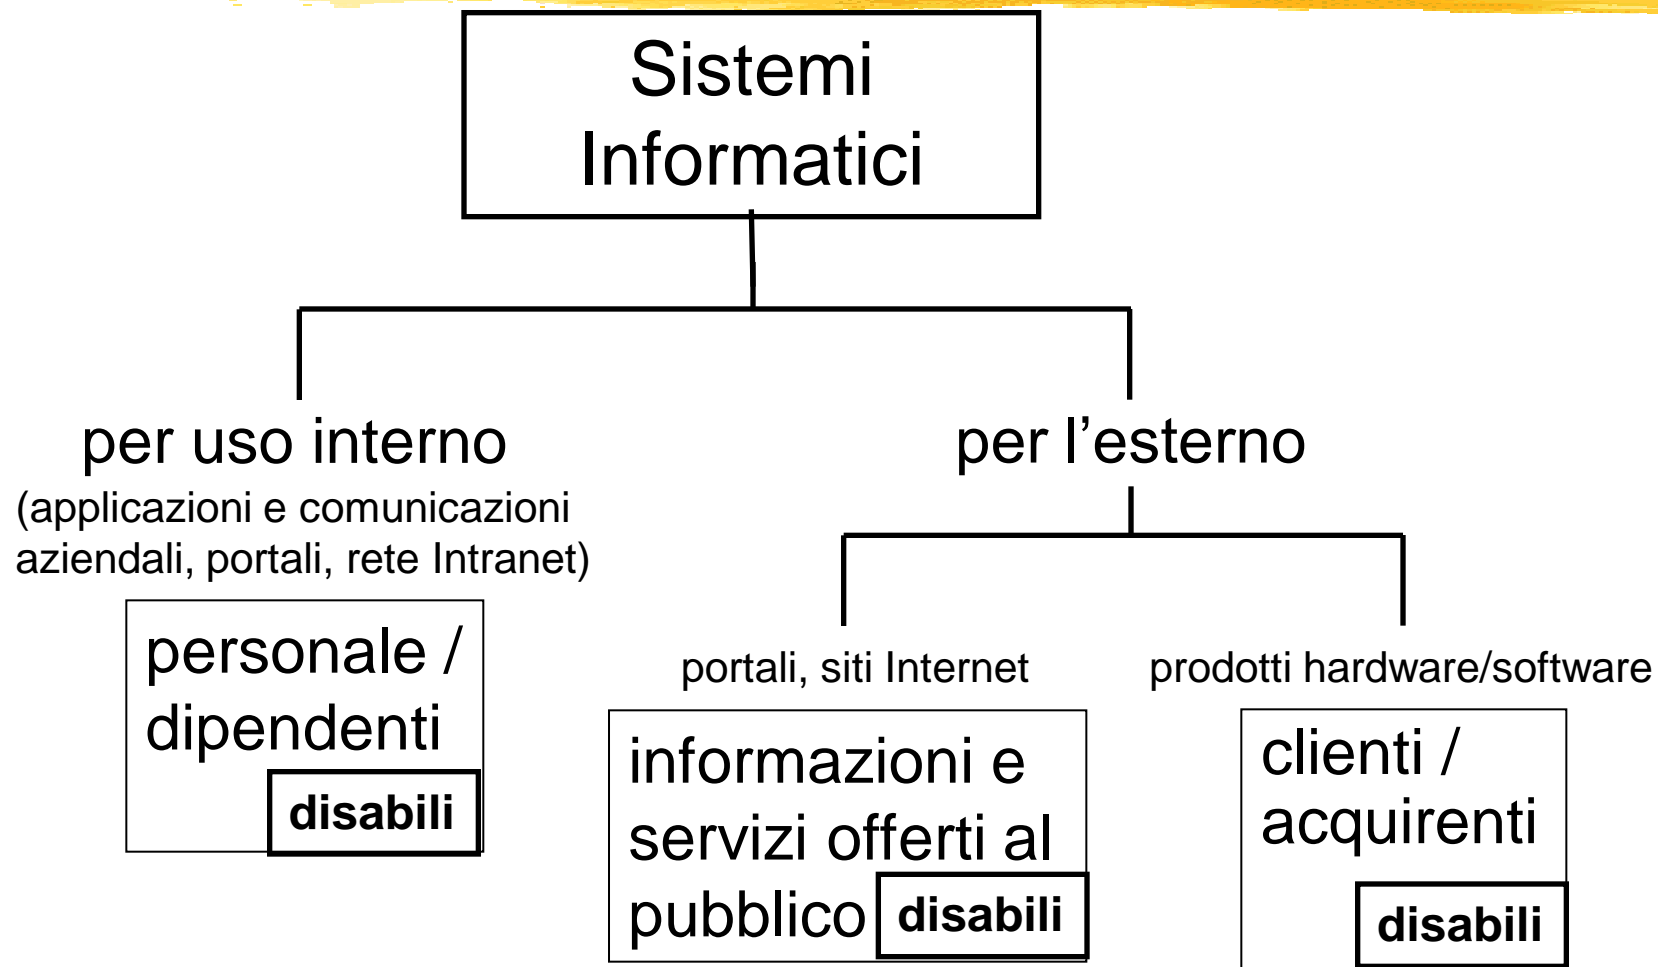 Sistemi
Informatici
per uso interno
(applicazioni e comunicazioni
aziendali, portali, rete Intranet)
personale /
dipendenti
disabili
per l’esterno
portali, siti Internet
informazioni e
servizi offerti al
pubblico
disabili
prodotti hardware/software
clienti /
acquirenti
disabili